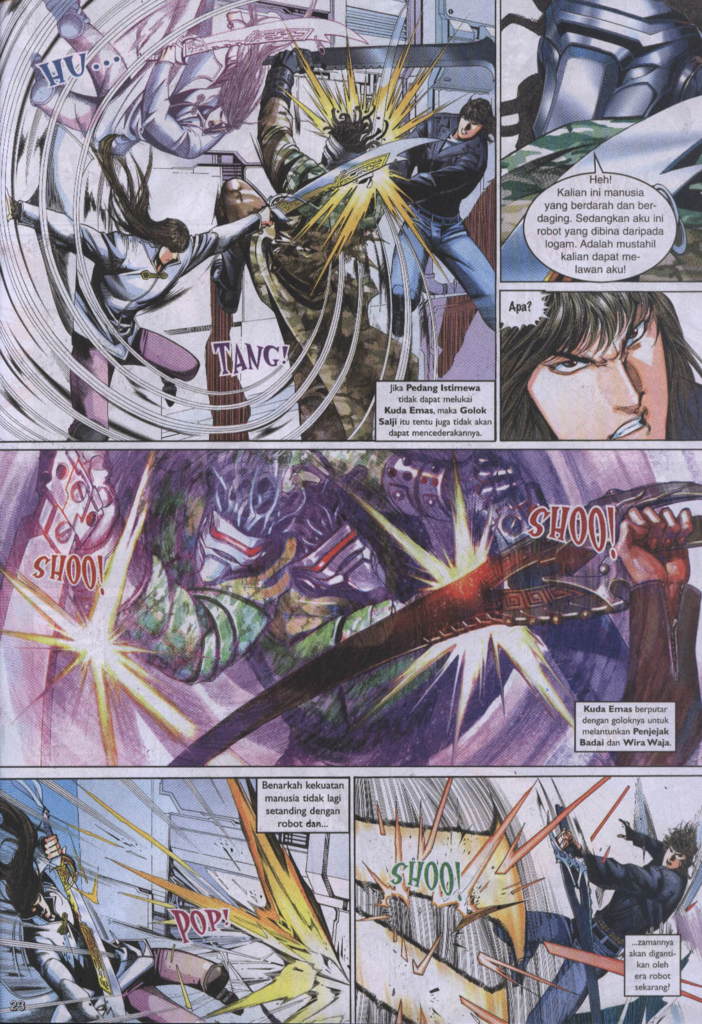 HU...
TANG!
Jika Pedang Istimewa
tidak dapat melukai
Kuda Emas, maka Golok
Salji itu tentu juga tidak akan
dapat mencederakannya.
Heh!
Kalian ini manusia
yang berdarah dan ber-
daging. Sedangkan aku ini
robot yang dibina daripada
logam. Adalah mustahil
kalian dapat me-
lawan aku!
Apa?
SHOO!
SHOO!
Kuda Emas berputar
dengan goloknya untuk
melantunkan Penjejak
Badai dan Wira Waja.
Benarkah kekuatan
manusia tidak lagi
setanding dengan
robot dan...
POP!
SHOO!
...zamannya
akan diganti-
kan oleh
era robot
sekarang?
23